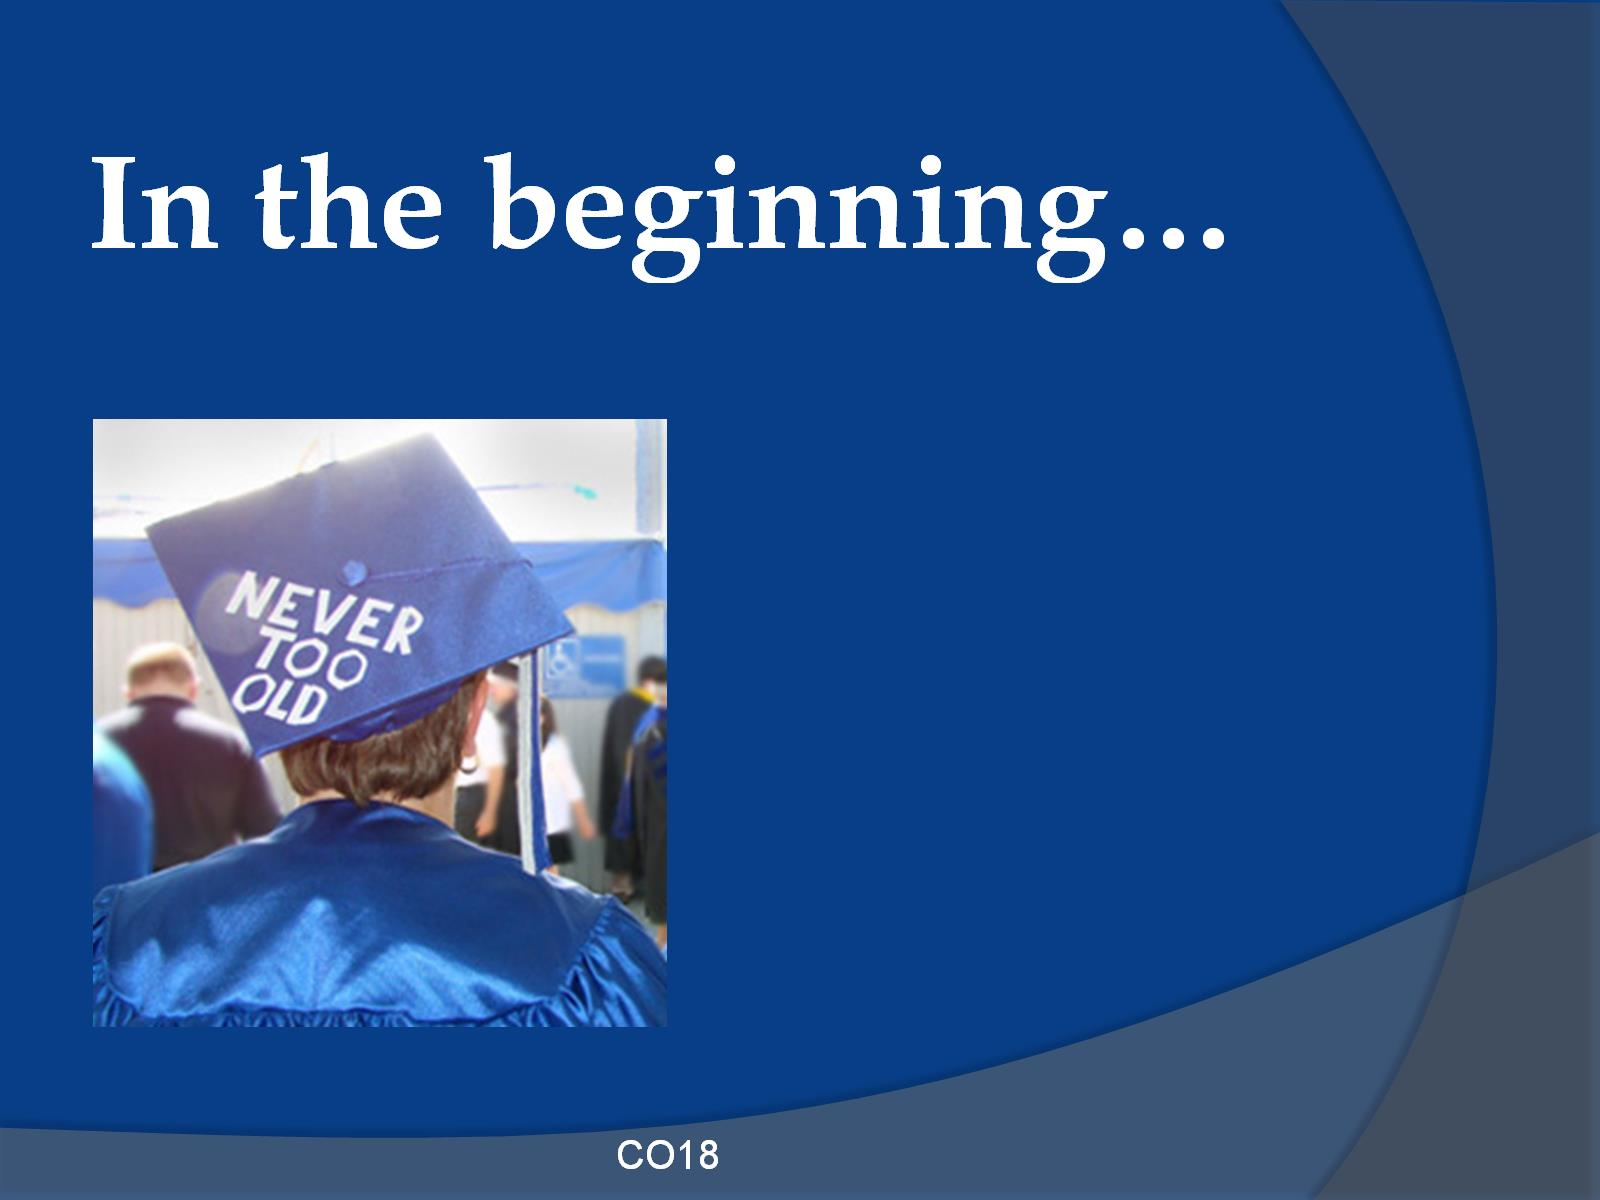 In the beginning...
NEVER
TOO
OLD
CO18